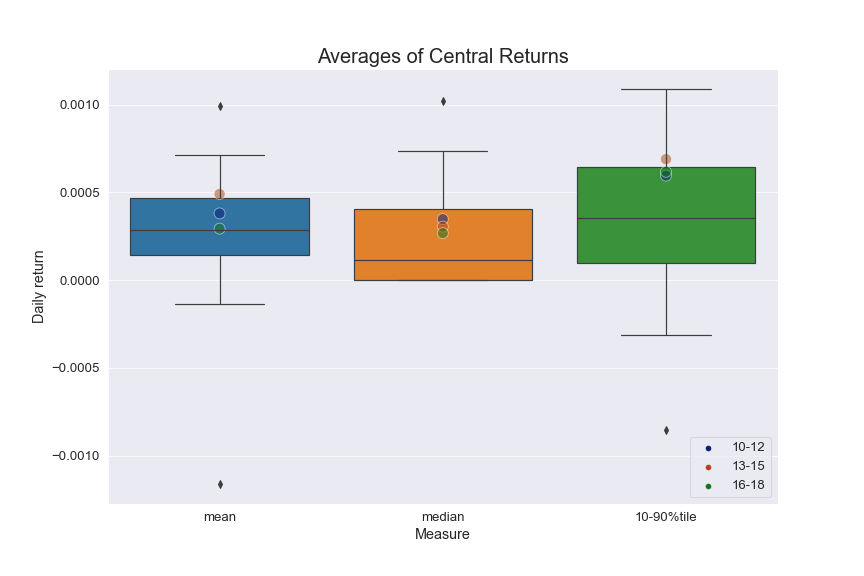 Averages of Central Returns
0.0010
0.0005
0.0000
−0.0005
−0.0010
Daily return
mean
median
10-90%tile
Measure
10-12
13-15
16-18